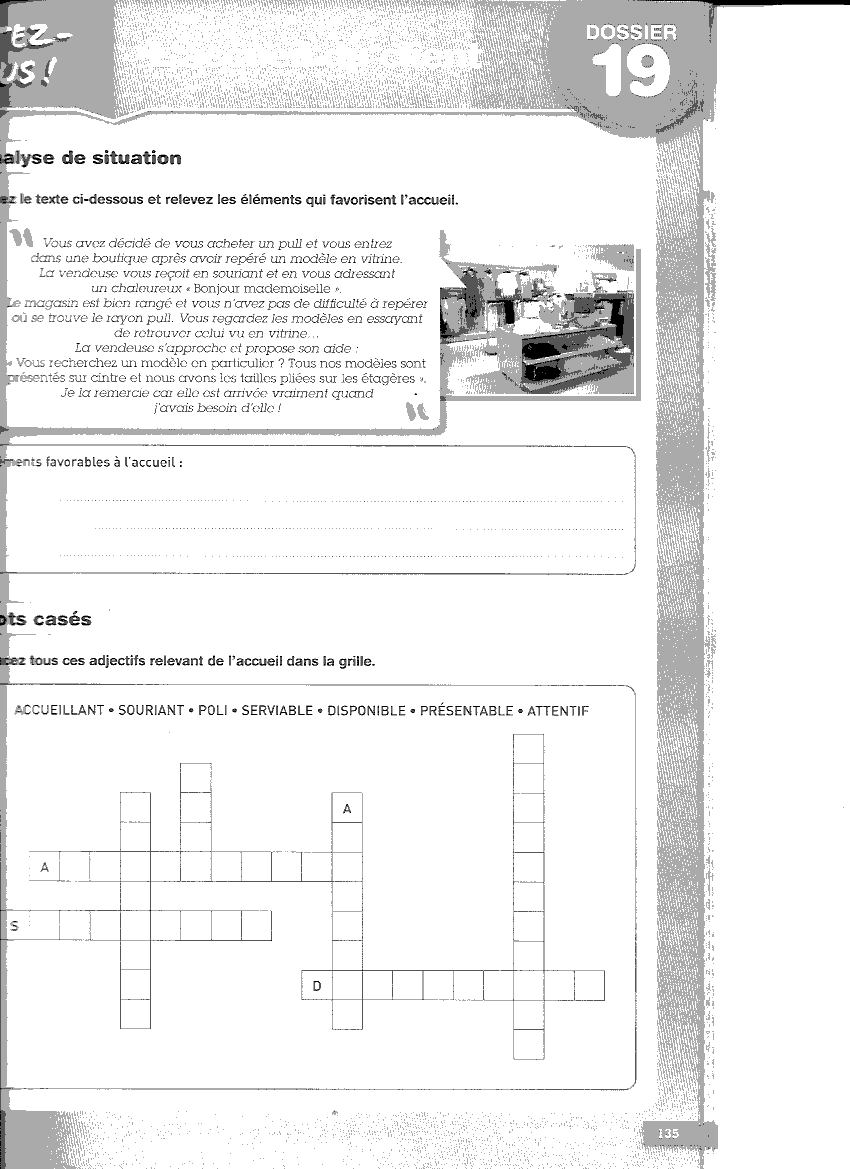 EZ-
US !
DOSSIER
19
alyse de situation
ez le texte ci-dessous et relevez les éléments qui favorisent l'accueil.
Vous avez décidé de vous acheter un pull et vous entrez
dans une boutique après avoir repéré un modèle en vitrine.
La vendeuse vous reçoit en souriant et en vous adressant
un chaleureux « Bonjour mademoiselle ».
Le magasin est bien rangé et vous n'avez pas de difficulté à repérer
où se trouve le rayon pull. Vous regardez les modèles en essayant
de retrouver celui vu en vitrine...
La vendeuse s'approche et propose son aide :
« Vous recherchez un modèle en particulier ? Tous nos modèles sont
présentés sur cintre et nous avons les tailles pliées sur les étagères ».
Je la remercie car elle est arrivée vraiment quand
j'avais besoin d'elle !
ments favorables à l'accueil :
ots casés
cez tous ces adjectifs relevant de l'accueil dans la grille.
ACCUEILLANT • SOURIANT • POLI • SERVIABLE • DISPONIBLE • PRÉSENTABLE • ATTENTIF
A
A
S
D
135